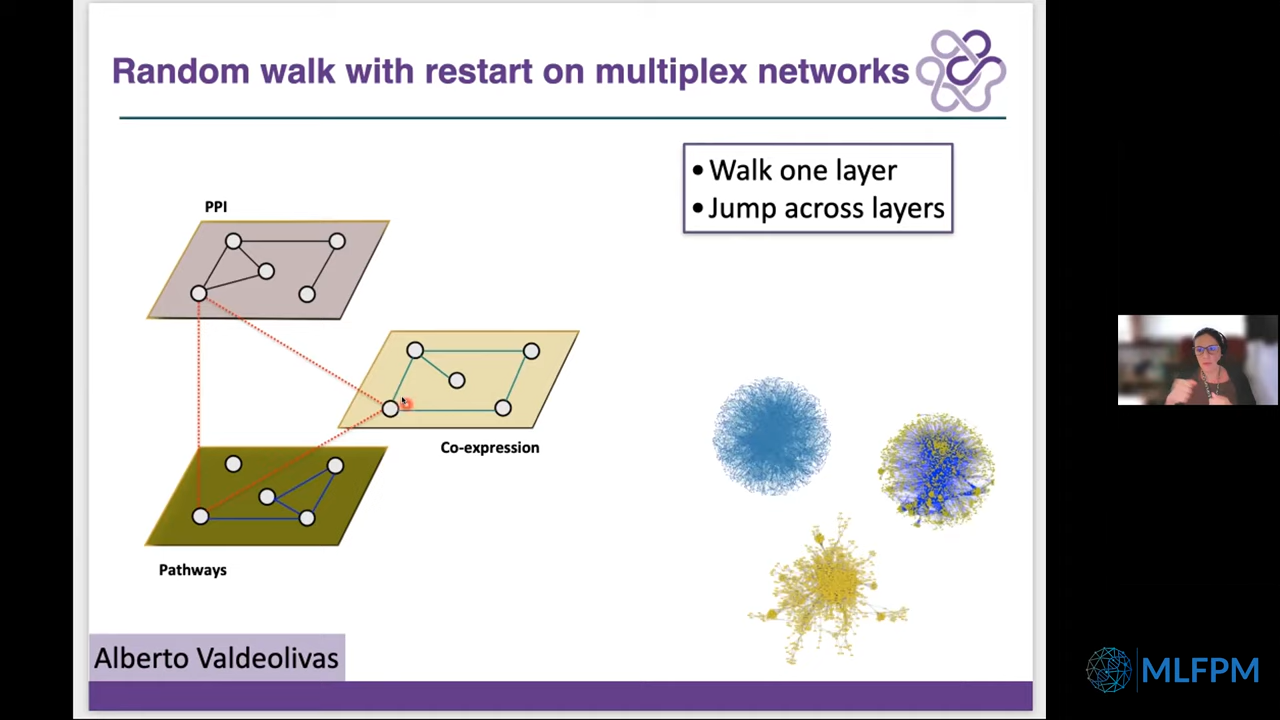 Random walk with restart on multiplex networks
• Walk one layer
• Jump across layers
PPI
Co-expression
Pathways
Alberto Valdeolivas
MLFPM